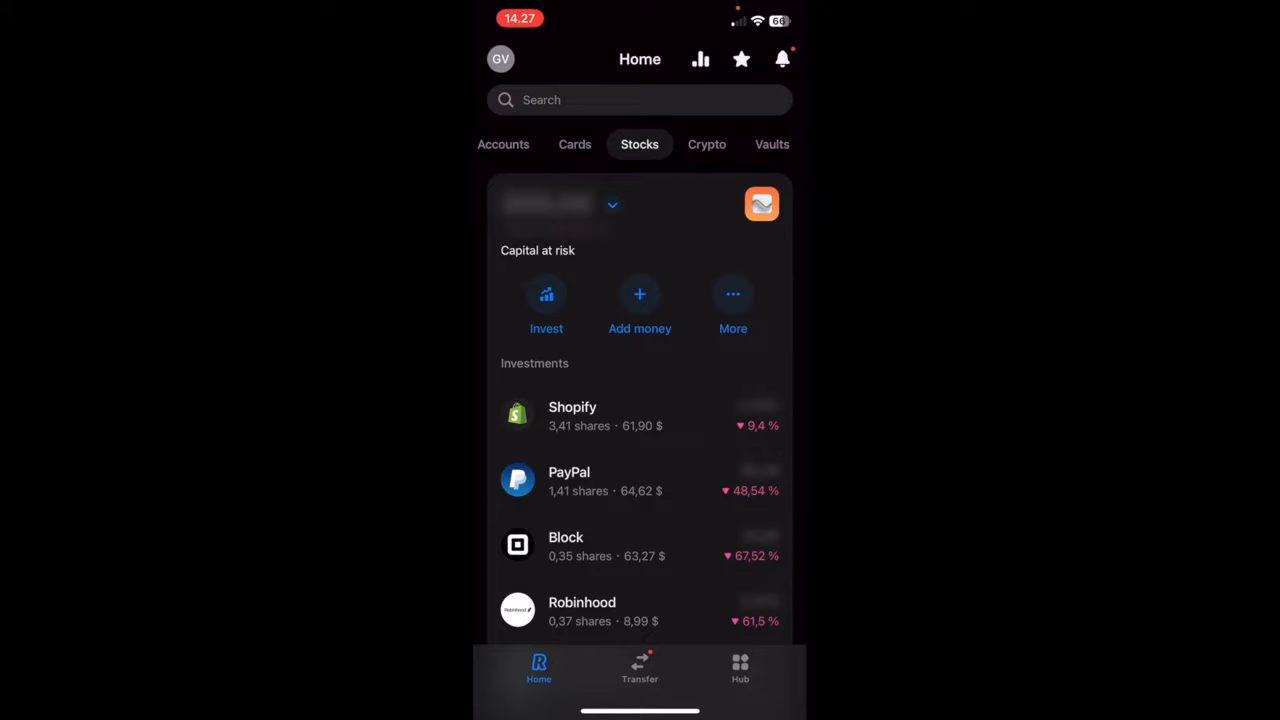 14.27
66
GV
Home
Search
Accounts Cards Stocks Crypto Vaults
Capital at risk
Invest Add money More
Investments
Shopify
3,41 shares · 61,90 $ ▼ 9,4 %
PayPal
1,41 shares · 64,62 $ ▼ 48,54 %
Block
0,35 shares · 63,27 $ ▼ 67,52 %
Robinhood
Robinhood
0,37 shares · 8,99 $ ▼ 61,5 %
Home Transfer Hub